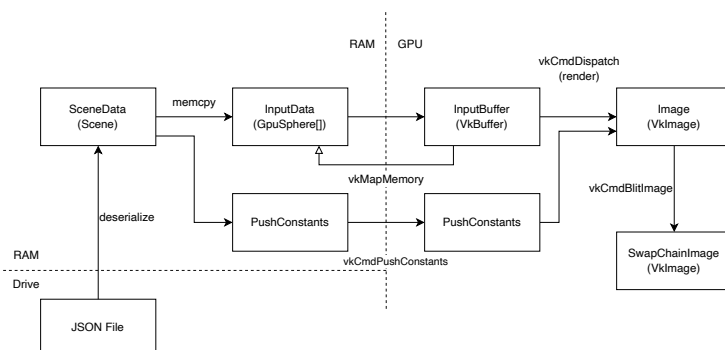 RAM
GPU
vkCmdDispatch
(render)
SceneData
(Scene)
memcpy
InputData
(GpuSphere[])
InputBuffer
(VkBuffer)
Image
(VkImage)
vkMapMemory
vkCmdBlitImage
deserialize
PushConstants
PushConstants
RAM
vkCmdPushConstants
SwapChainImage
(VkImage)
Drive
JSON File